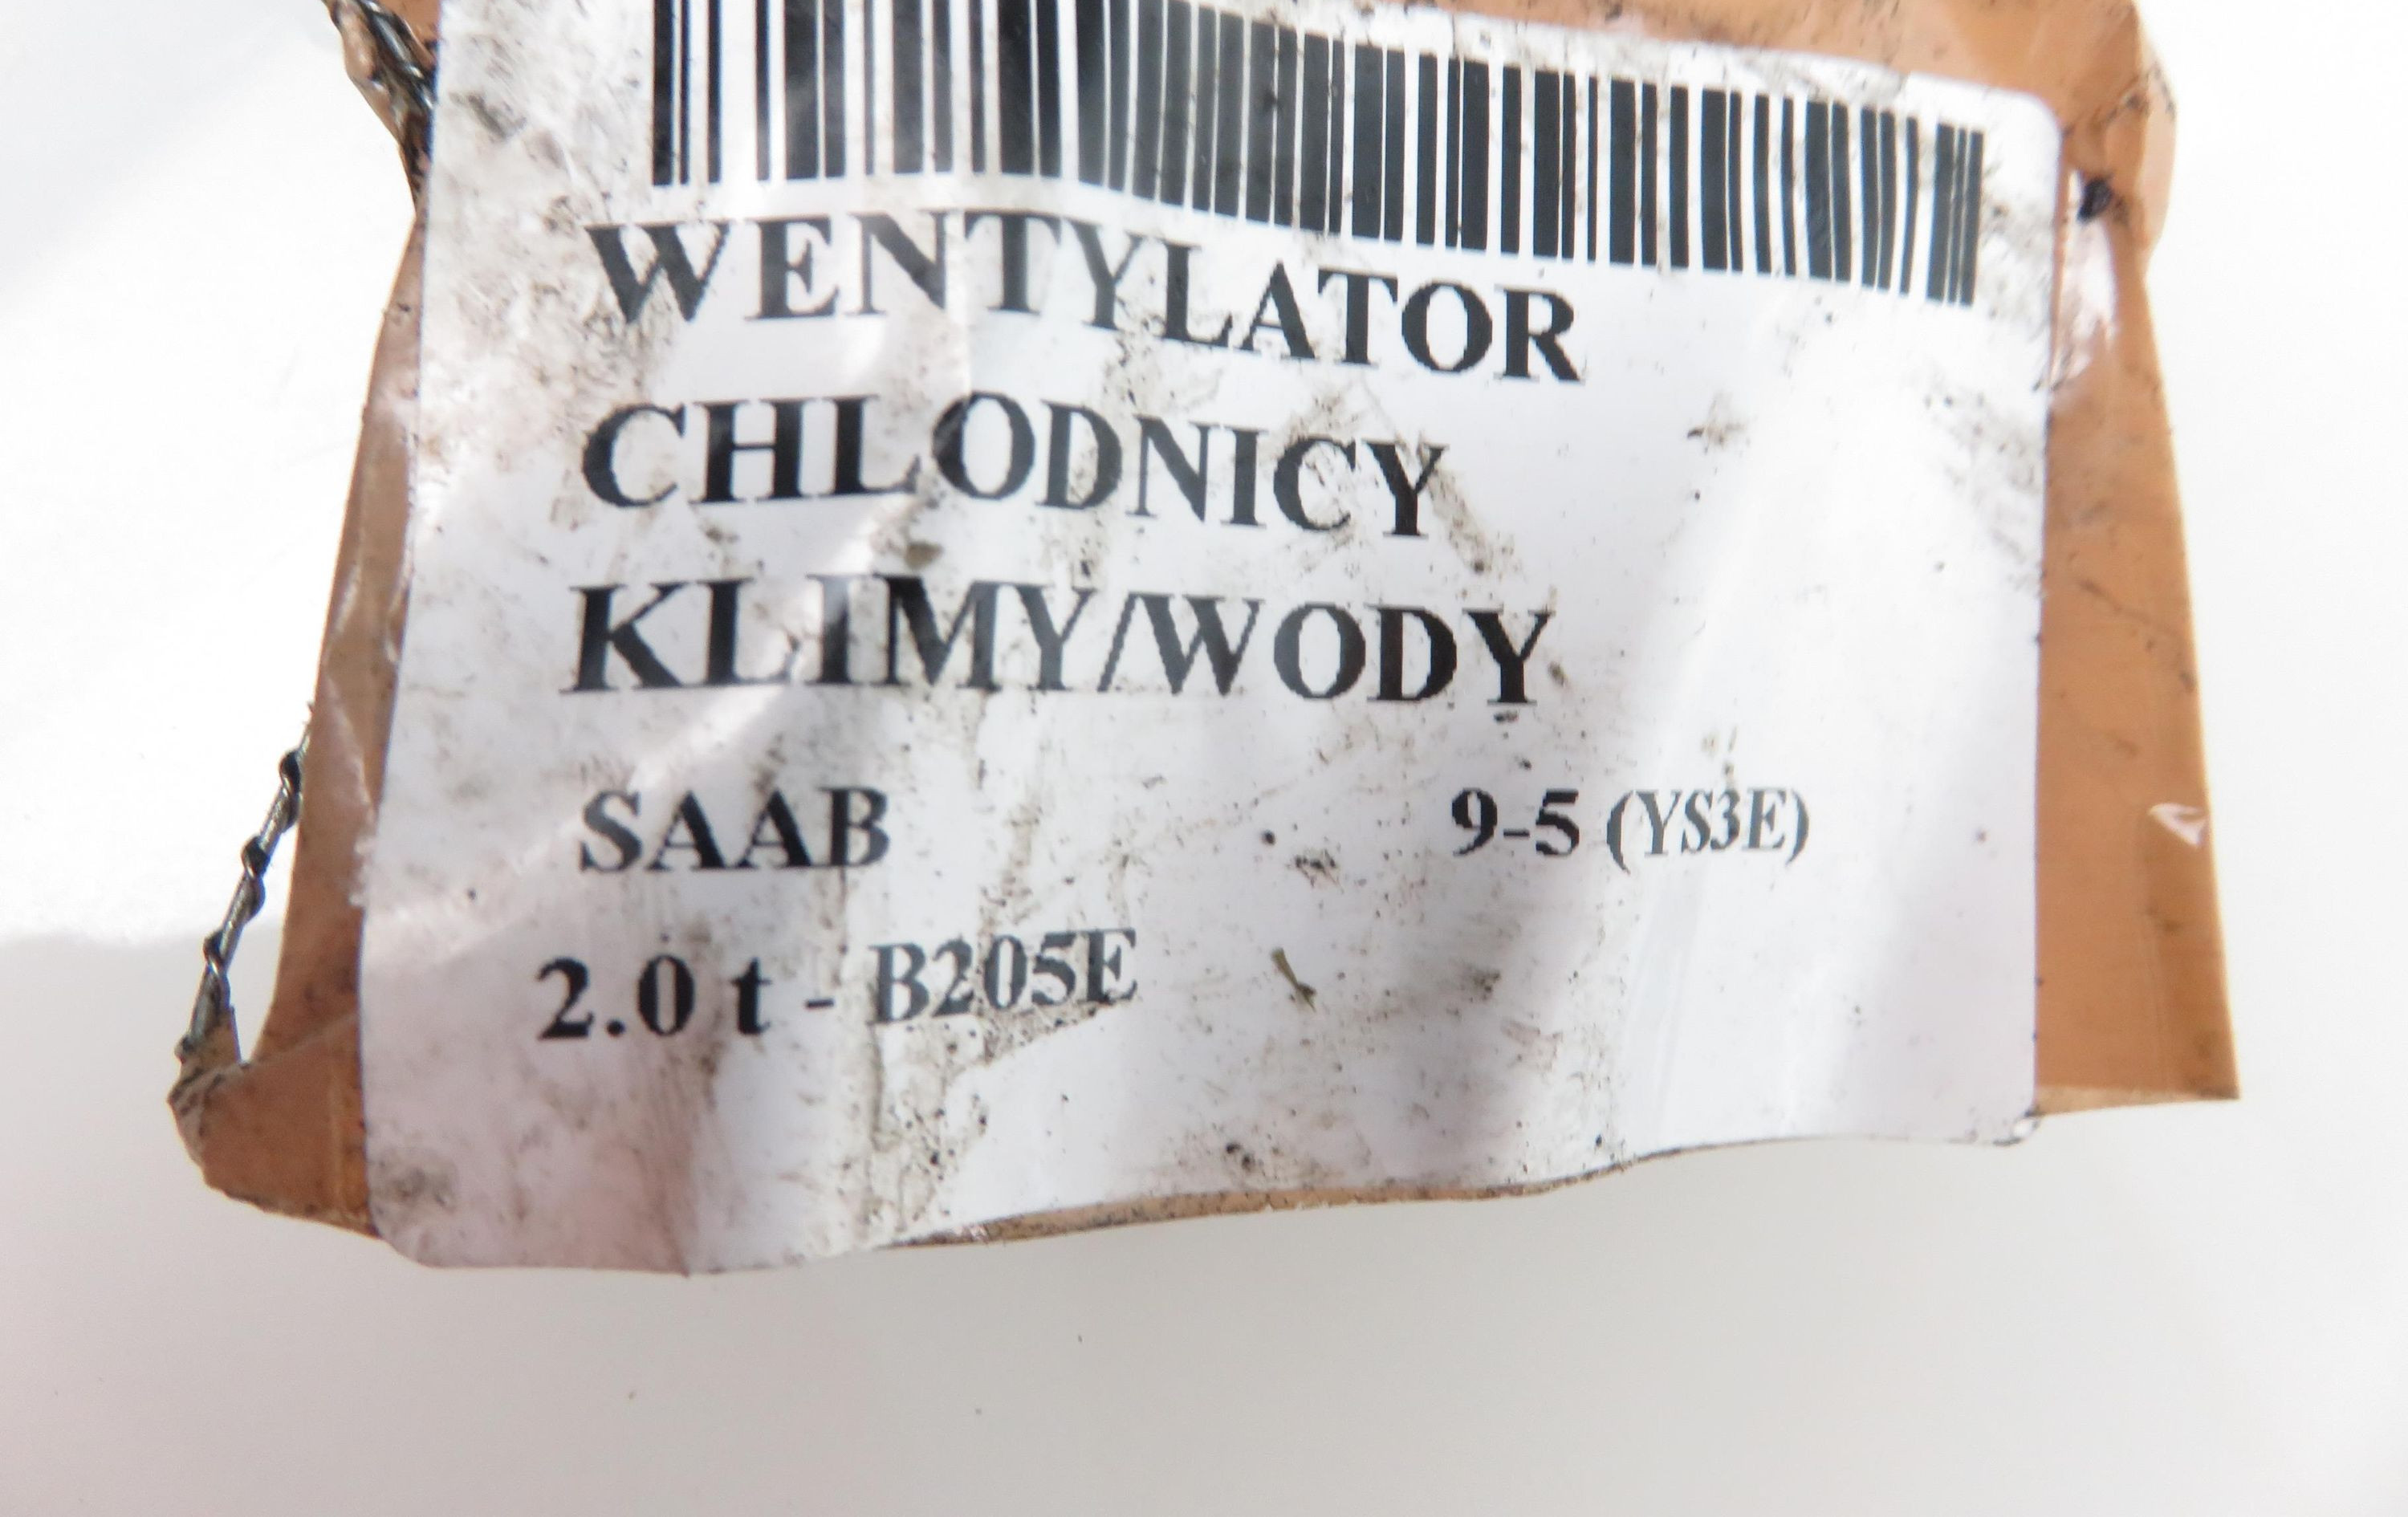 WENTYLATOR
CHLODNICY
KLIMY/WODY
SAAB 9-5 (YS3E)
2.0 t - B205E